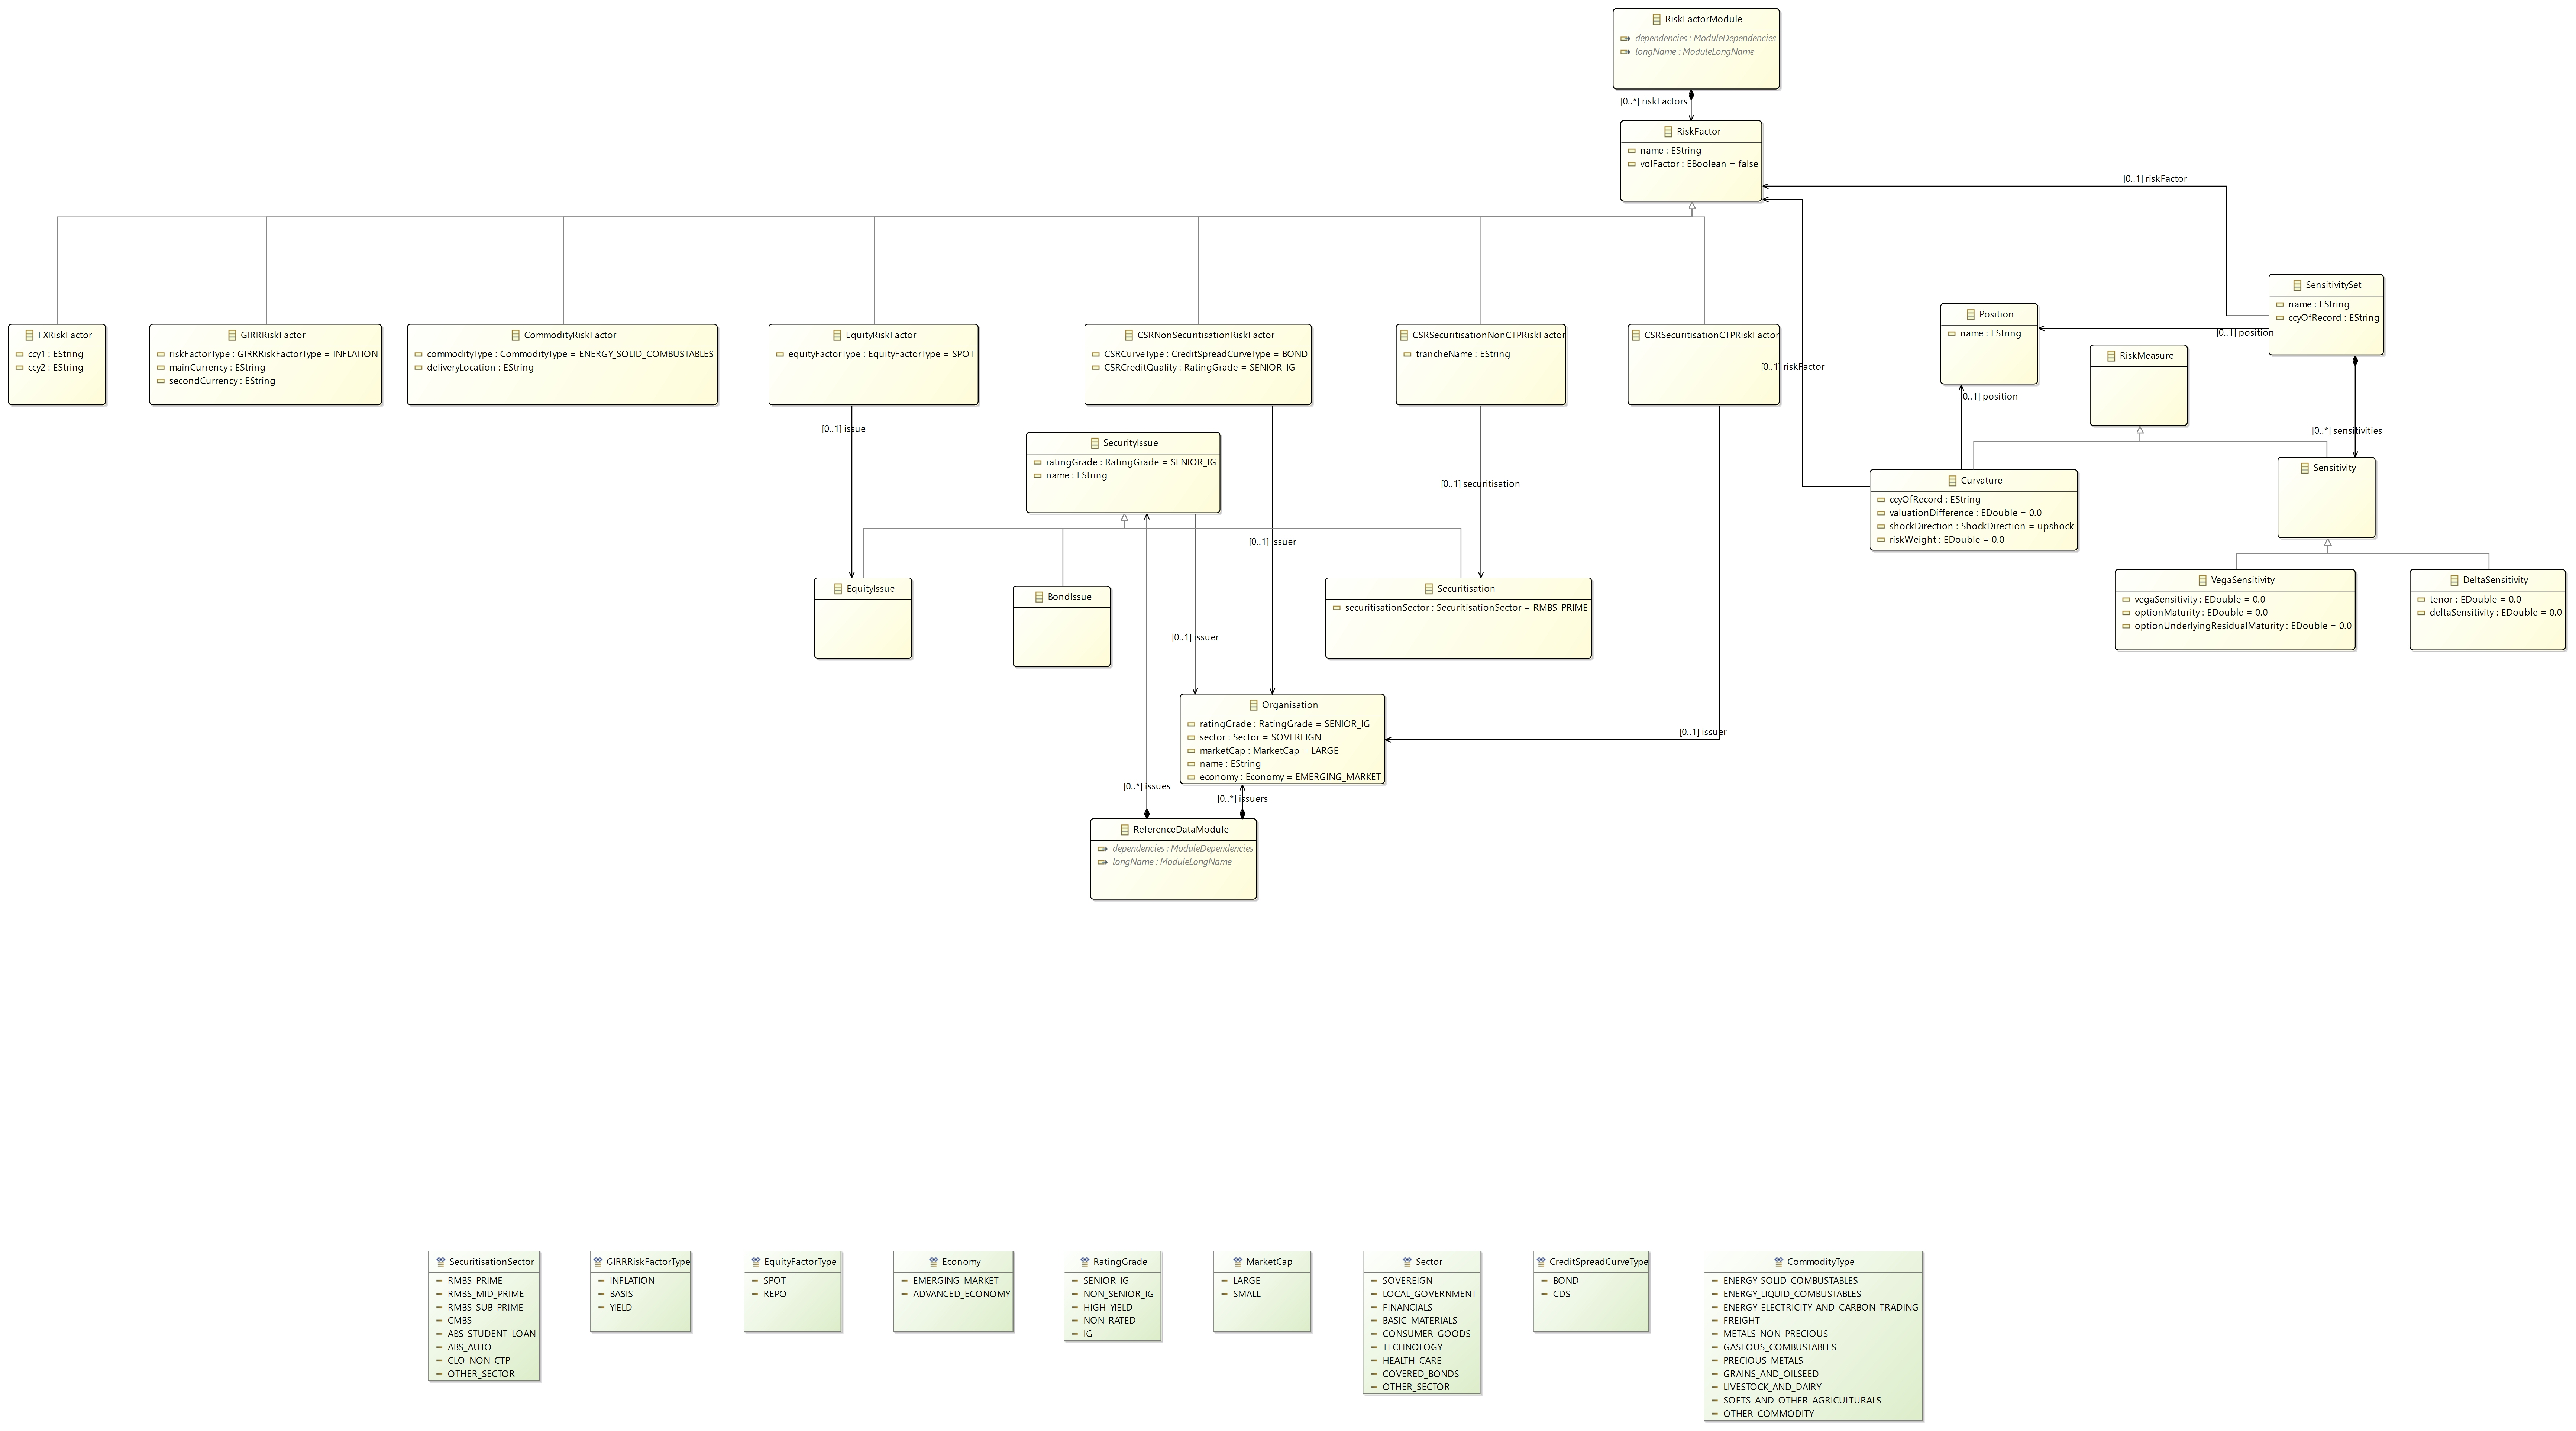 RiskFactorModule
dependencies : ModuleDependencies
longName : ModuleLongName
[0..*] riskFactors
RiskFactor
name : EString
volFactor : EBoolean = false
[0..1] riskFactor
SensitivitySet
name : EString
ccyOfRecord : EString
Position
name : EString
[0..1] position
FXRiskFactor
ccy1 : EString
ccy2 : EString
GIRRRiskFactor
riskFactorType : GIRRRiskFactorType = INFLATION
mainCurrency : EString
secondCurrency : EString
CommodityRiskFactor
commodityType : CommodityType = ENERGY_SOLID_COMBUSTABLES
deliveryLocation : EString
EquityRiskFactor
equityFactorType : EquityFactorType = SPOT
CSRNonSecuritisationRiskFactor
CSRCurveType : CreditSpreadCurveType = BOND
CSRCreditQuality : RatingGrade = SENIOR_IG
CSRSecuritisationNonCTPRiskFactor
trancheName : EString
CSRSecuritisationCTPRiskFactor
[0..1] riskFactor
RiskMeasure
[0..1] position
[0..1] issue
[0..*] sensitivities
SecurityIssue
ratingGrade : RatingGrade = SENIOR_IG
name : EString
[0..1] securitisation
Curvature
ccyOfRecord : EString
valuationDifference : EDouble = 0.0
shockDirection : ShockDirection = upshock
riskWeight : EDouble = 0.0
Sensitivity
[0..1] issuer
EquityIssue
BondIssue
Securitisation
securitisationSector : SecuritisationSector = RMBS_PRIME
VegaSensitivity
vegaSensitivity : EDouble = 0.0
optionMaturity : EDouble = 0.0
optionUnderlyingResidualMaturity : EDouble = 0.0
DeltaSensitivity
tenor : EDouble = 0.0
deltaSensitivity : EDouble = 0.0
[0..1] issuer
Organisation
ratingGrade : RatingGrade = SENIOR_IG
sector : Sector = SOVEREIGN
marketCap : MarketCap = LARGE
name : EString
economy : Economy = EMERGING_MARKET
[0..1] issuer
[0..*] issues
[0..*] issuers
ReferenceDataModule
dependencies : ModuleDependencies
longName : ModuleLongName
SecuritisationSector
RMBS_PRIME
RMBS_MID_PRIME
RMBS_SUB_PRIME
CMBS
ABS_STUDENT_LOAN
ABS_AUTO
CLO_NON_CTP
OTHER_SECTOR
GIRRRiskFactorType
INFLATION
BASIS
YIELD
EquityFactorType
SPOT
REPO
Economy
EMERGING_MARKET
ADVANCED_ECONOMY
RatingGrade
SENIOR_IG
NON_SENIOR_IG
HIGH_YIELD
NON_RATED
IG
MarketCap
LARGE
SMALL
Sector
SOVEREIGN
LOCAL_GOVERNMENT
FINANCIALS
BASIC_MATERIALS
CONSUMER_GOODS
TECHNOLOGY
HEALTH_CARE
COVERED_BONDS
OTHER_SECTOR
CreditSpreadCurveType
BOND
CDS
CommodityType
ENERGY_SOLID_COMBUSTABLES
ENERGY_LIQUID_COMBUSTABLES
ENERGY_ELECTRICITY_AND_CARBON_TRADING
FREIGHT
METALS_NON_PRECIOUS
GASEOUS_COMBUSTABLES
PRECIOUS_METALS
GRAINS_AND_OILSEED
LIVESTOCK_AND_DAIRY
SOFTS_AND_OTHER_AGRICULTURALS
OTHER_COMMODITY